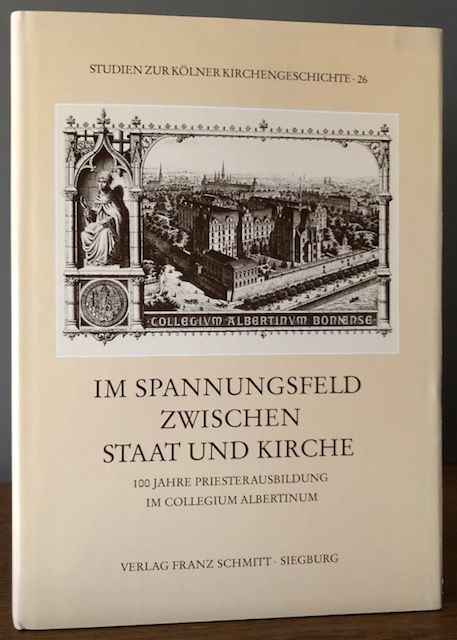 STUDIEN ZUR KÖLNER KIRCHENGESCHICHTE · 26
·COLLEGIVM ALBERTINVM BONENSE·
IM SPANNUNGSFELD
ZWISCHEN
STAAT UND KIRCHE
100 JAHRE PRIESTERAUSBILDUNG
IM COLLEGIUM ALBERTINUM
VERLAG FRANZ SCHMITT · SIEGBURG